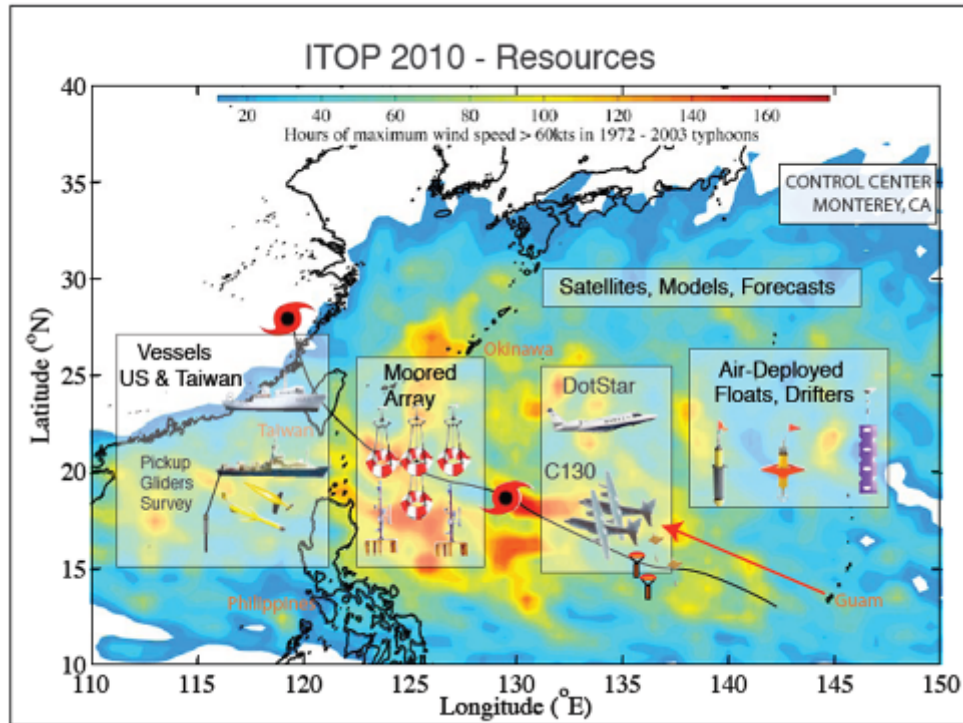 ITOP 2010 - Resources
20 40 60 80 100 120 140 160
Hours of maximum wind speed > 60kts in 1972 - 2003 typhoons
CONTROL CENTER
MONTEREY, CA
Satellites, Models, Forecasts
Vessels
US & Taiwan
Moored
Array
Okinawa
DotStar
Air-Deployed
Floats, Drifters
Taiwan
Pickup
Gliders
Survey
C130
Philippines
Guam
40
35
30
25
20
15
10
Latitude (°N)
110 115 120 125 130 135 140 145 150
Longitude (°E)